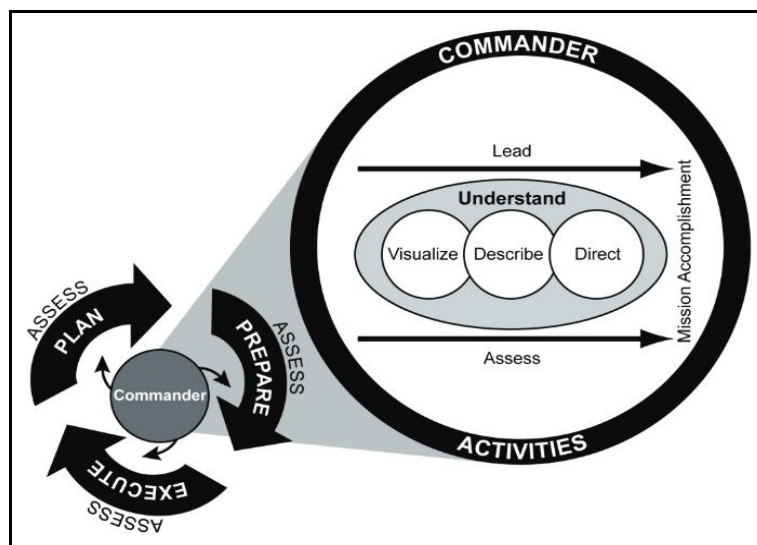 COMMANDER
Lead
Understand
Visualize
Describe
Direct
Assess
Mission Accomplishment
ACTIVITIES
ASSESS
PLAN
ASSESS
PREPARE
Commander
EXECUTE
ASSESS